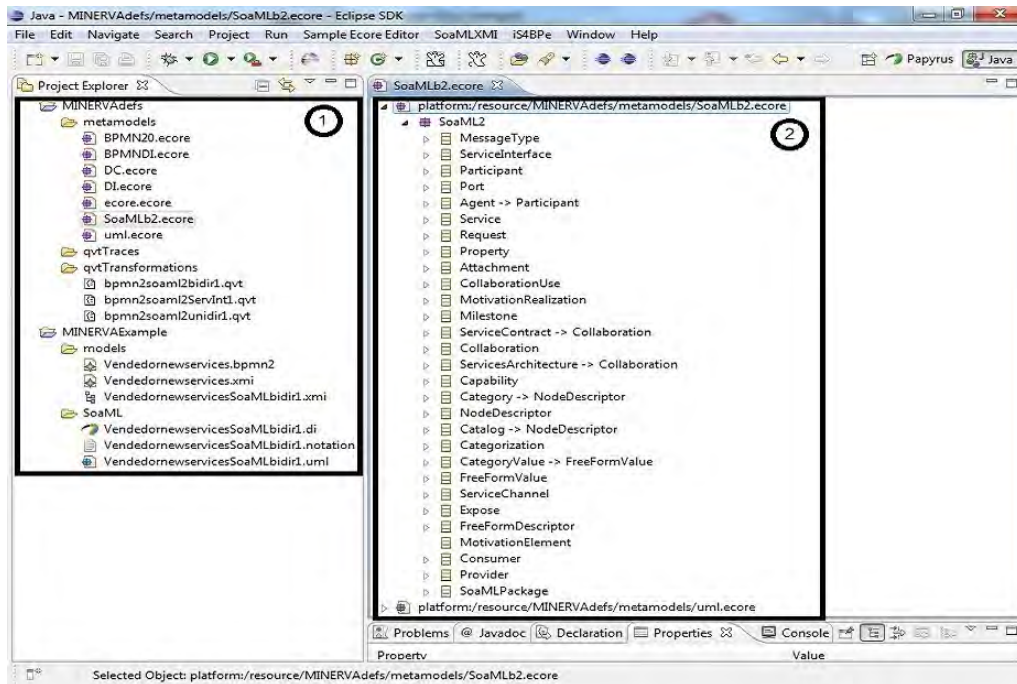 Java - MINERVAdefs/metamodels/SoaMLb2.ecore - Eclipse SDK
File Edit Navigate Search Project Run Sample Ecore Editor SoaMLXMI iS4BPe Window Help
Papyrus Java
Project Explorer
MINERVAdefs
metamodels
BPMN20.ecore
BPMNDI.ecore
DC.ecore
DI.ecore
ecore.ecore
SoaMLb2.ecore
uml.ecore
qvtTraces
qvtTransformations
bpmn2soaml2bidir1.qvt
bpmn2soaml2ServInt1.qvt
bpmn2soaml2unidir1.qvt
MINERVAExample
models
Vendedornewservices.bpmn2
Vendedornewservices.xmi
VendedornewservicesSoaMLbidir1.xmi
SoaML
VendedornewservicesSoaMLbidir1.di
VendedornewservicesSoaMLbidir1.notation
VendedornewservicesSoaMLbidir1.uml
1
SoaMLb2.ecore
platform:/resource/MINERVAdefs/metamodels/SoaMLb2.ecore
SoaML2
2
MessageType
ServiceInterface
Participant
Port
Agent -> Participant
Service
Request
Property
Attachment
CollaborationUse
MotivationRealization
Milestone
ServiceContract -> Collaboration
Collaboration
ServicesArchitecture -> Collaboration
Capability
Category -> NodeDescriptor
NodeDescriptor
Catalog -> NodeDescriptor
Categorization
CategoryValue -> FreeFormValue
FreeFormValue
ServiceChannel
Expose
FreeFormDescriptor
MotivationElement
Consumer
Provider
SoaMLPackage
platform:/resource/MINERVAdefs/metamodels/uml.ecore
Problems @ Javadoc Declaration Properties Console
Property Value
Selected Object: platform:/resource/MINERVAdefs/metamodels/SoaMLb2.ecore